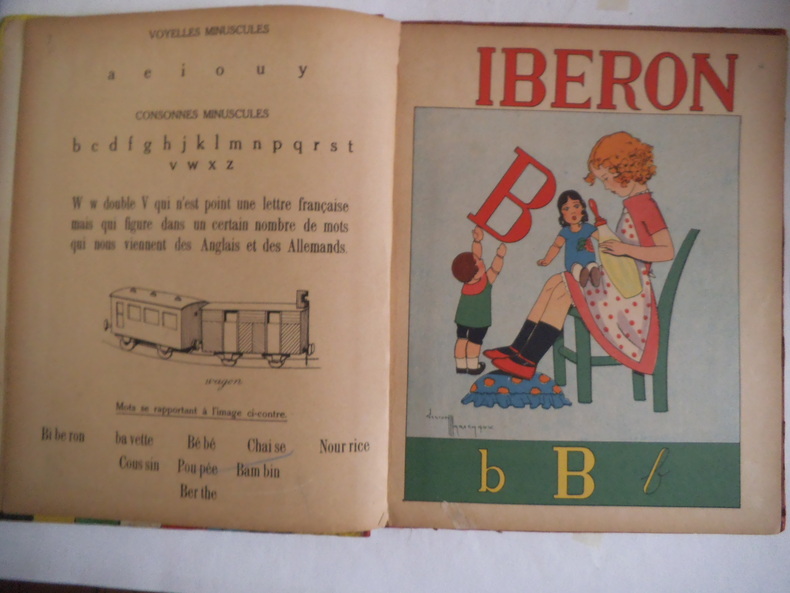 VOYELLES MINUSCULES
a e i o u y
CONSONNES MINUSCULES
b c d f g h j k l m n p q r s t
v w x z
W w double V qui n'est point une lettre française
mais qui figure dans un certain nombre de mots
qui nous viennent des Anglais et des Allemands.
wagon
Mots se rapportant à l'image ci-contre.
Bi be ron ba vette Bé bé Chai se Nour rice
Cous sin Pou pée Bam bin
Ber the
IBERON
B
b B b